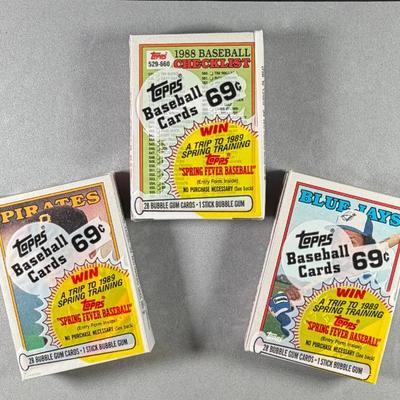 Topps
529-660
1988 BASEBALL
CHECKLIST
Topps
Baseball
Cards
69¢
WIN
A TRIP TO 1989
SPRING TRAINING
Topps
"SPRING FEVER BASEBALL"
(Entry Form Inside)
NO PURCHASE NECESSARY (See back)
28 BUBBLE GUM CARDS • 1 STICK BUBBLE GUM
PIRATES
Topps
Baseball
Cards
69¢
WIN
A TRIP TO 1989
SPRING TRAINING
Topps
"SPRING FEVER BASEBALL"
(Entry Form Inside)
NO PURCHASE NECESSARY (See back)
28 BUBBLE GUM CARDS • 1 STICK BUBBLE GUM
BLUE JAYS
Topps
Baseball
Cards
69¢
WIN
A TRIP TO 1989
SPRING TRAINING
Topps
"SPRING FEVER BASEBALL"
(Entry Form Inside)
NO PURCHASE NECESSARY (See back)
28 BUBBLE GUM CARDS • 1 STICK BUBBLE GUM